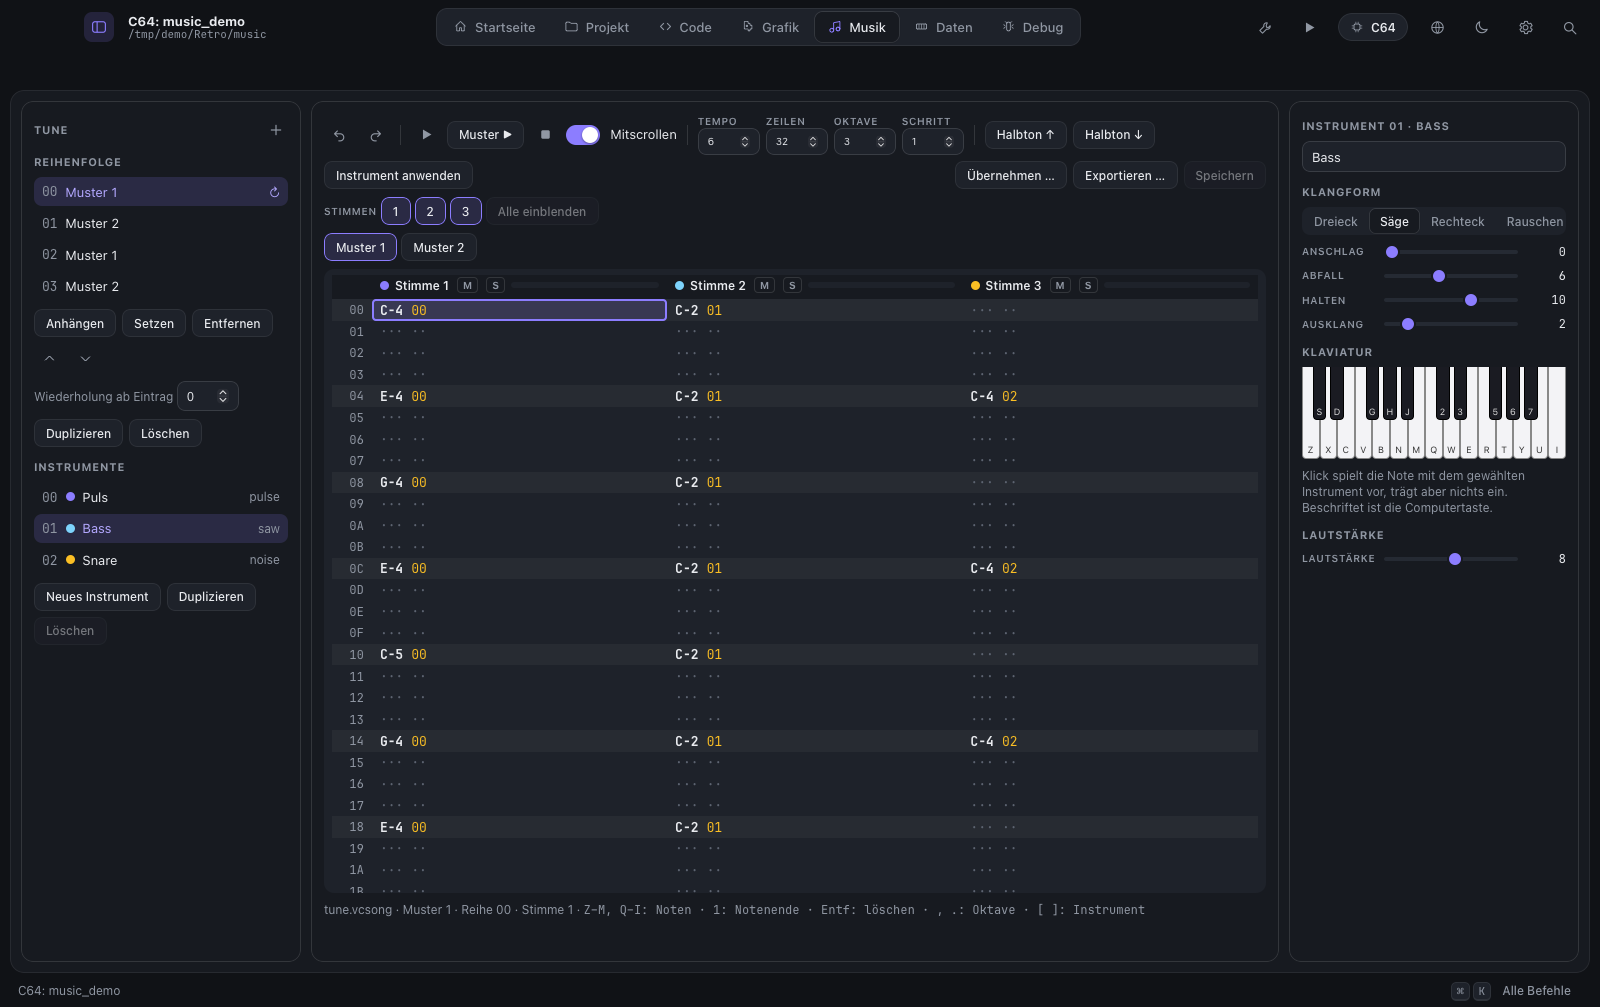 C64: music_demo
/tmp/demo/Retro/music
Startseite
Projekt
Code
Grafik
Musik
Daten
Debug
C64
TUNE
REIHENFOLGE
00 Muster 1
01 Muster 2
02 Muster 1
03 Muster 2
Anhängen Setzen Entfernen
Wiederholung ab Eintrag 0
Duplizieren Löschen
INSTRUMENTE
00 Puls pulse
01 Bass saw
02 Snare noise
Neues Instrument Duplizieren
Löschen
Muster Mitscrollen
TEMPO ZEILEN OKTAVE SCHRITT
6 32 3 1
Halbton ↑ Halbton ↓
Instrument anwenden Übernehmen ... Exportieren ... Speichern
STIMMEN 1 2 3 Alle einblenden
Muster 1 Muster 2
Stimme 1 M S Stimme 2 M S Stimme 3 M S
00 C-4 00 C-2 01 ··· ··
01 ··· ·· ··· ·· ··· ··
02 ··· ·· ··· ·· ··· ··
03 ··· ·· ··· ·· ··· ··
04 E-4 00 C-2 01 C-4 02
05 ··· ·· ··· ·· ··· ··
06 ··· ·· ··· ·· ··· ··
07 ··· ·· ··· ·· ··· ··
08 G-4 00 C-2 01 ··· ··
09 ··· ·· ··· ·· ··· ··
0A ··· ·· ··· ·· ··· ··
0B ··· ·· ··· ·· ··· ··
0C E-4 00 C-2 01 C-4 02
0D ··· ·· ··· ·· ··· ··
0E ··· ·· ··· ·· ··· ··
0F ··· ·· ··· ·· ··· ··
10 C-5 00 C-2 01 ··· ··
11 ··· ·· ··· ·· ··· ··
12 ··· ·· ··· ·· ··· ··
13 ··· ·· ··· ·· ··· ··
14 G-4 00 C-2 01 C-4 02
15 ··· ·· ··· ·· ··· ··
16 ··· ·· ··· ·· ··· ··
17 ··· ·· ··· ·· ··· ··
18 E-4 00 C-2 01 ··· ··
19 ··· ·· ··· ·· ··· ··
1A ··· ·· ··· ·· ··· ··
1B ··· ·· ··· ·· ··· ··
tune.vcsong · Muster 1 · Reihe 00 · Stimme 1 · Z–M, Q–I: Noten · 1: Notenende · Entf: löschen · , .: Oktave · [ ]: Instrument
INSTRUMENT 01 · BASS
Bass
KLANGFORM
Dreieck Säge Rechteck Rauschen
ANSCHLAG 0
ABFALL 6
HALTEN 10
AUSKLANG 2
KLAVIATUR
S D G H J 2 3 5 6 7
Z X C V B N M Q W E R T Y U I
Klick spielt die Note mit dem gewählten
Instrument vor, trägt aber nichts ein.
Beschriftet ist die Computertaste.
LAUTSTÄRKE
LAUTSTÄRKE 8
C64: music_demo
⌘ K Alle Befehle